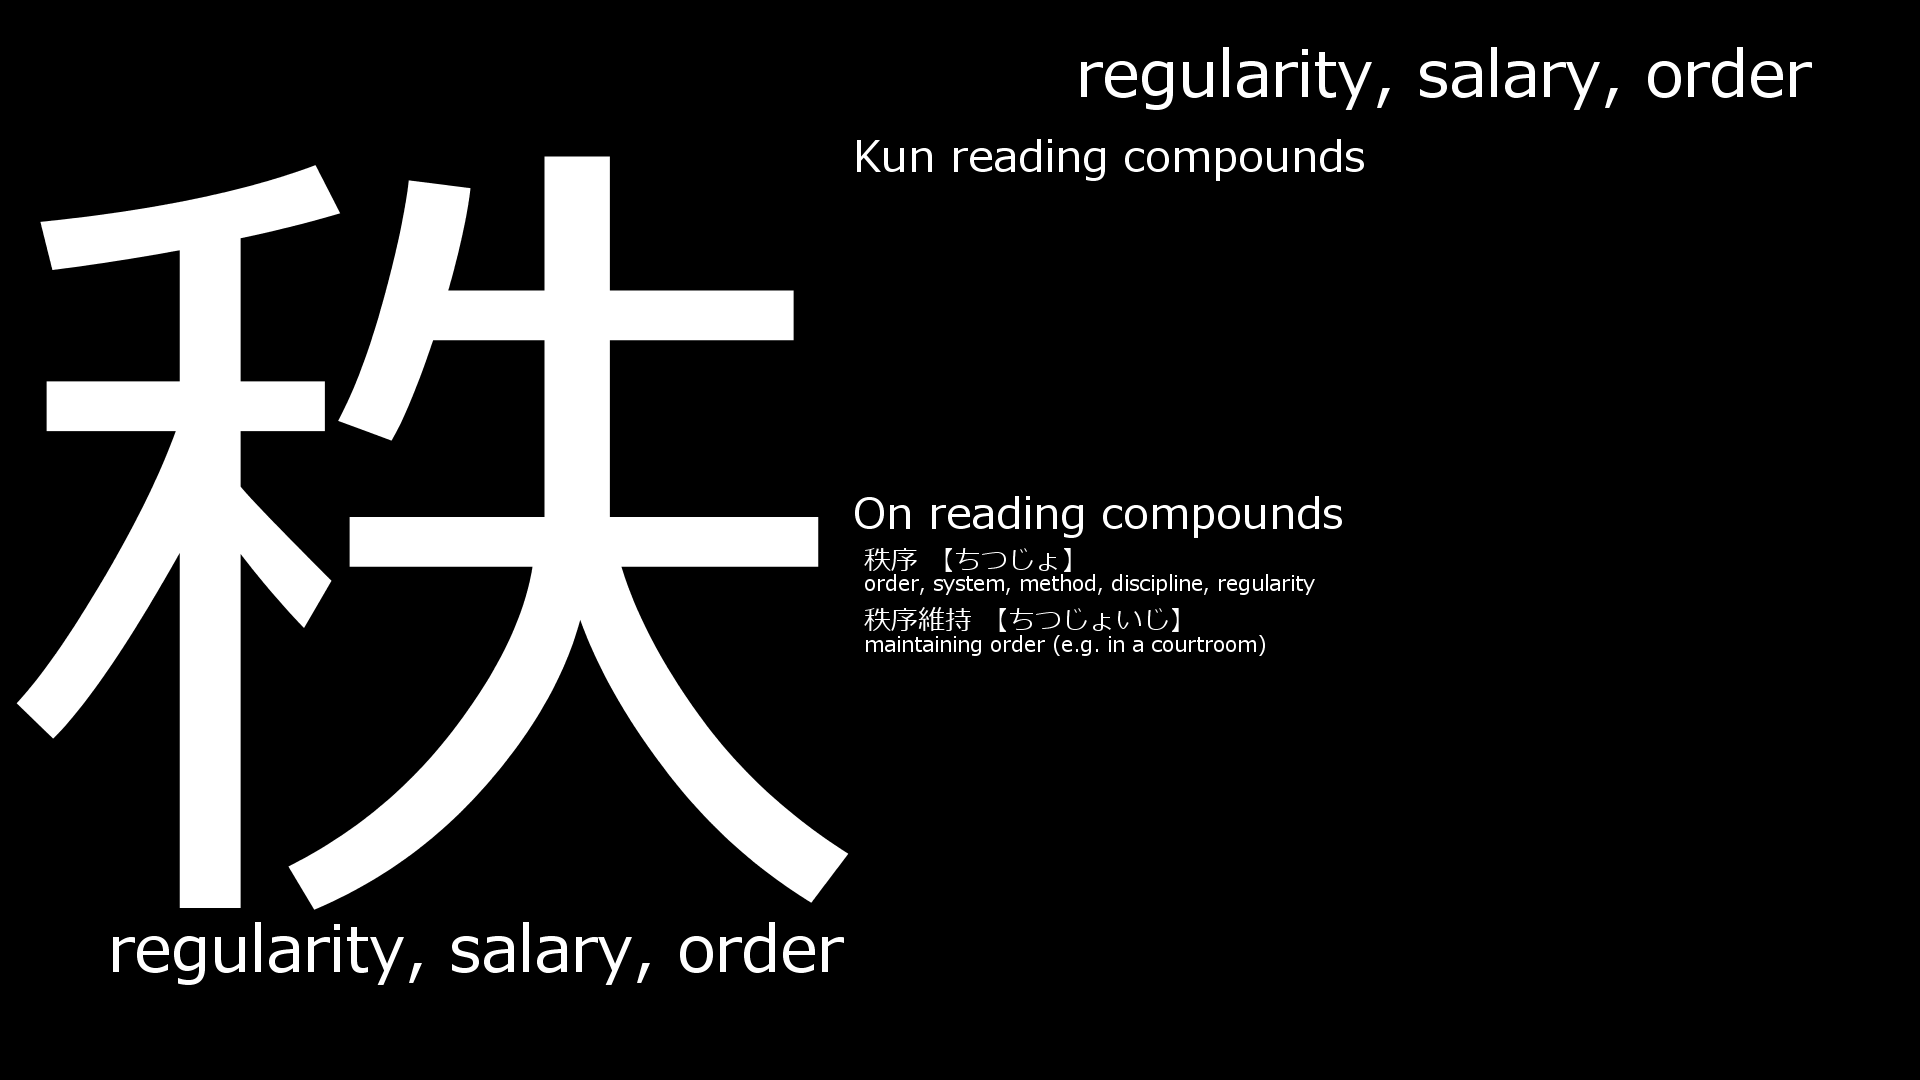 秩
regularity, salary, order
regularity, salary, order
Kun reading compounds
On reading compounds
秩序 【ちつじょ】
order, system, method, discipline, regularity
秩序維持 【ちつじょいじ】
maintaining order (e.g. in a courtroom)